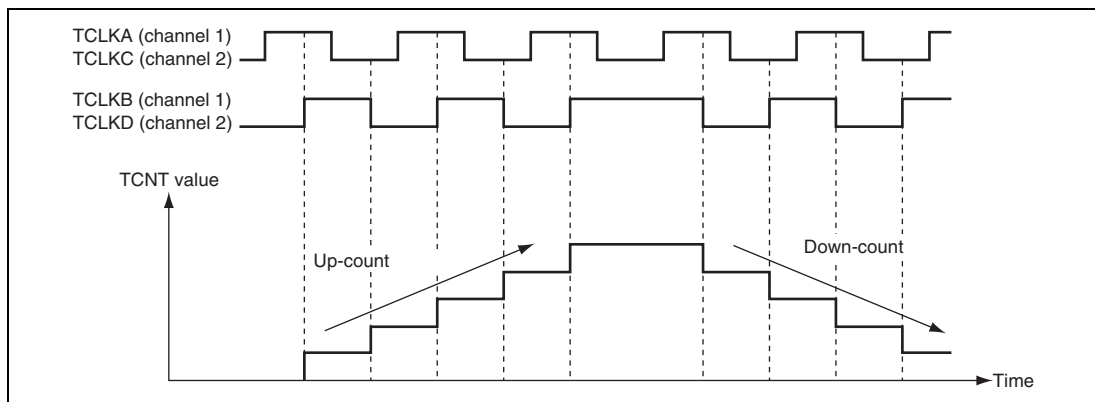 TCLKA (channel 1)
TCLKC (channel 2)
TCLKB (channel 1)
TCLKD (channel 2)
TCNT value
Up-count
Down-count
Time